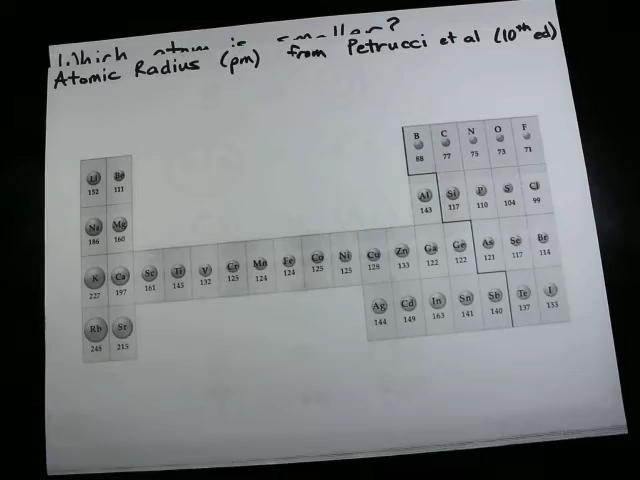 1. Which atom is smaller?
Atomic Radius (pm) from Petrucci et al (10th ed)
B C N O F
88 77 75 73 71
Li Be
152 111
Al Si P S Cl
143 117 110 104 99
Na Mg
186 160
K Ca Sc Ti V Cr Mn Fe Co Ni Cu Zn Ga Ge As Se Br
227 197 161 145 132 125 124 124 125 125 128 133 122 122 121 117 114
Rb Sr Ag Cd In Sn Sb Te I
248 215 144 149 163 141 140 137 133